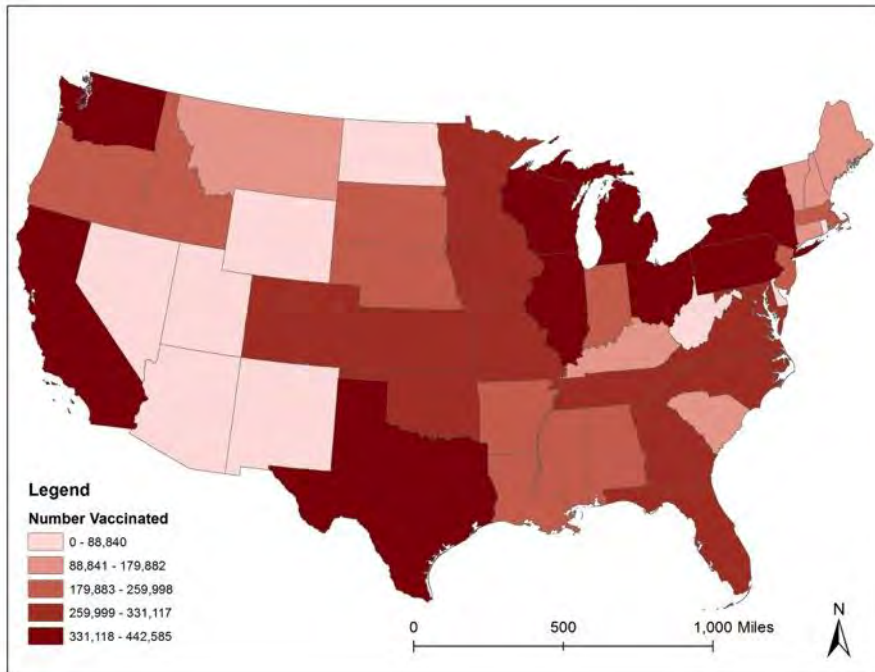 Legend
Number Vaccinated
0 - 88,840
88,841 - 179,882
179,883 - 259,998
259,999 - 331,117
331,118 - 442,585
0 500 1,000 Miles
N